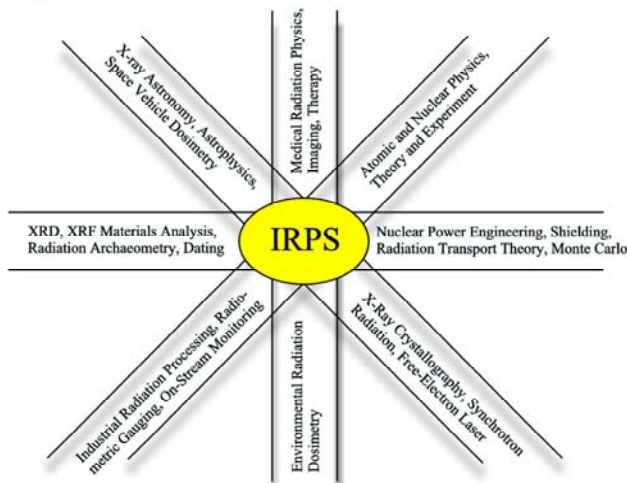 X-ray Astronomy, Astrophysics,
Space Vehicle Dosimetry
Medical Radiation Physics,
Imaging, Therapy
Atomic and Nuclear Physics,
Theory and Experiment
XRD, XRF Materials Analysis,
Radiation Archaeometry, Dating
IRPS
Nuclear Power Engineering, Shielding,
Radiation Transport Theory, Monte Carlo
Industrial Radiation Processing, Radio-
metric Gauging, On-Stream Monitoring
Environmental Radiation
Dosimetry
X-Ray Crystallography, Synchrotron
Radiation, Free-Electron Laser